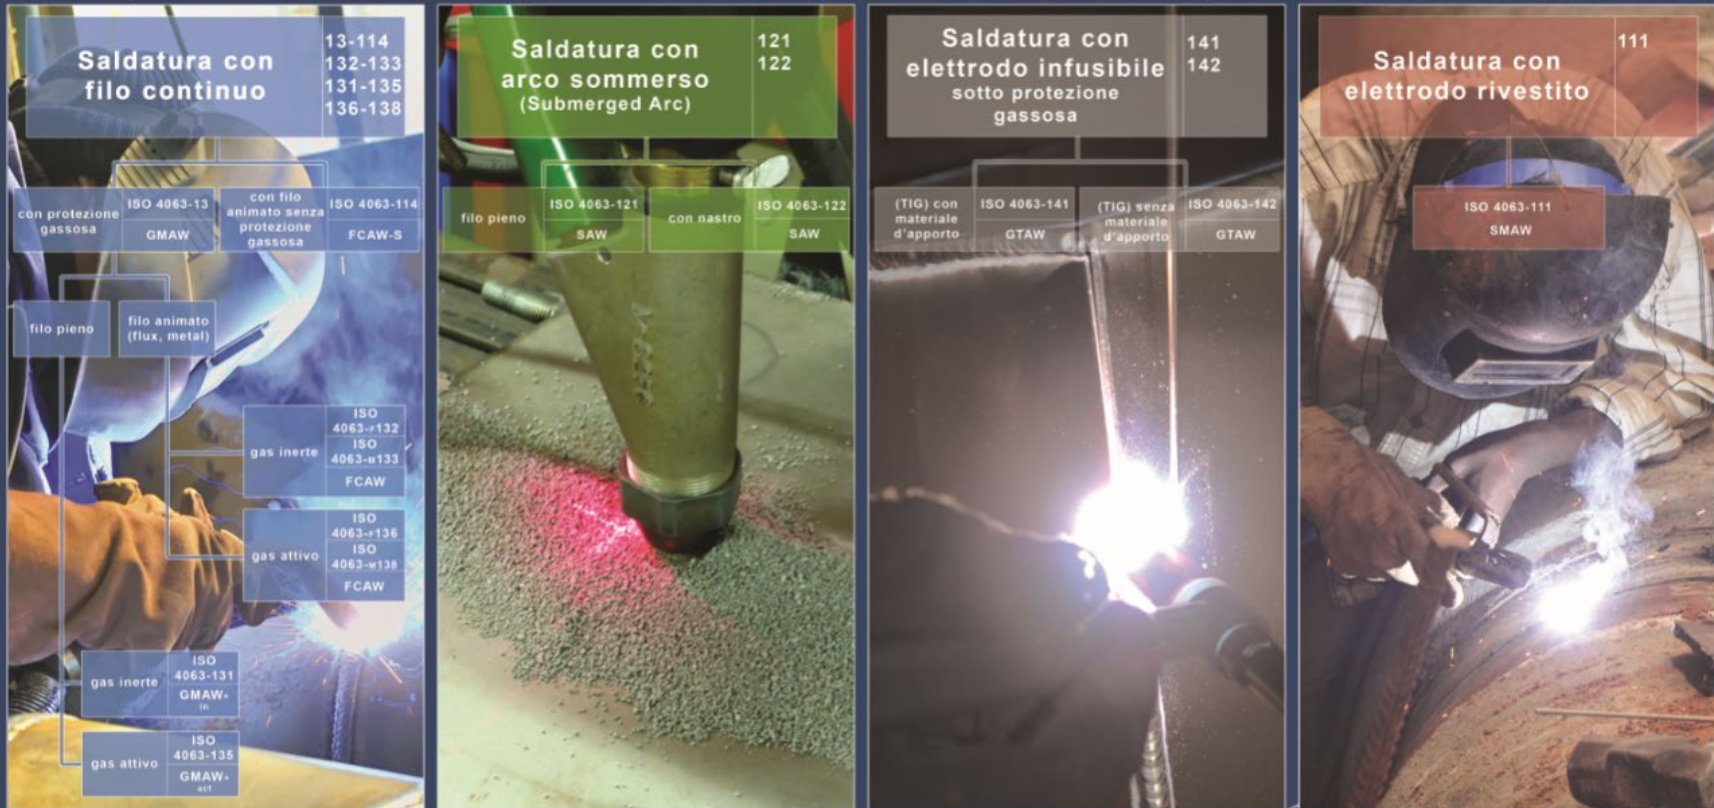 Saldatura con
filo continuo
13-114
132-133
131-135
136-138
con protezione
gassosa
ISO 4063-13
GMAW
con filo
animato senza
protezione
gassosa
ISO 4063-114
FCAW-S
filo pieno
filo animato
(flux, metal)
gas inerte
ISO
4063-F132
ISO
4063-M133
FCAW
gas attivo
ISO
4063-F136
ISO
4063-M138
FCAW
gas inerte
ISO
4063-131
GMAW+
in
gas attivo
ISO
4063-135
GMAW+
act
Saldatura con
arco sommerso
(Submerged Arc)
121
122
filo pieno
ISO 4063-121
SAW
con nastro
ISO 4063-122
SAW
Saldatura con
elettrodo infusibile
sotto protezione
gassosa
141
142
(TIG) con
materiale
d'apporto
ISO 4063-141
GTAW
(TIG) senza
materiale
d'apporto
ISO 4063-142
GTAW
Saldatura con
elettrodo rivestito
111
ISO 4063-111
SMAW